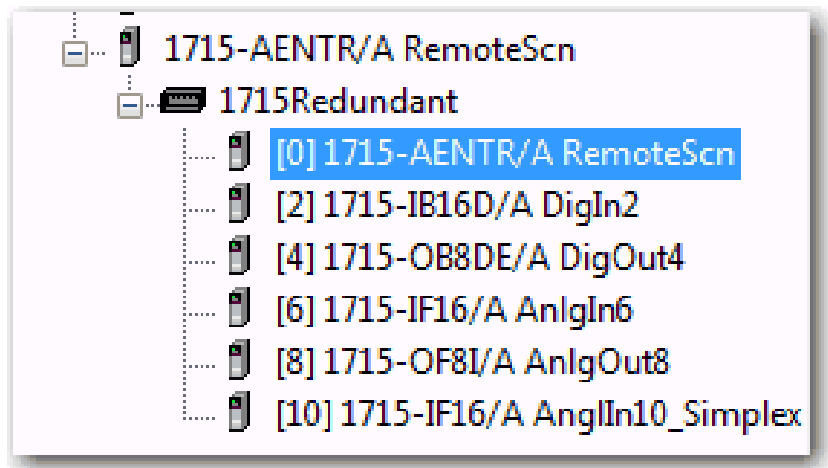 1715-AENTR/A RemoteScn
1715Redundant
[0] 1715-AENTR/A RemoteScn
[2] 1715-IB16D/A DigIn2
[4] 1715-OB8DE/A DigOut4
[6] 1715-IF16/A AnlgIn6
[8] 1715-OF8I/A AnlgOut8
[10] 1715-IF16/A AnglIn10_Simplex